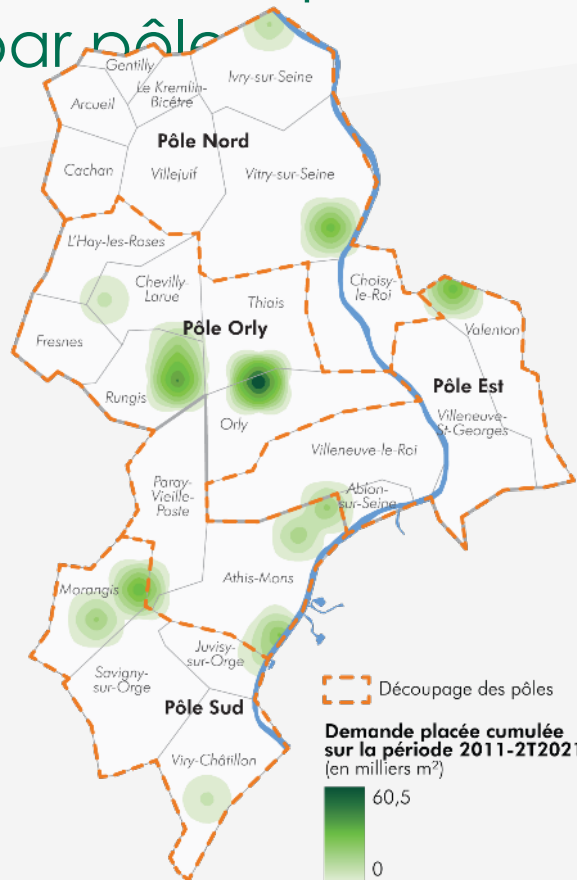 par pôle
Gentilly
Ivry-sur-Seine
Le Kremlin-
Bicêtre
Arcueil
Pôle Nord
Cachan
Villejuif
Vitry-sur-Seine
L'Hay-les-Roses
Chevilly-
Larue
Choisy-
le-Roi
Thiais
Fresnes
Pôle Orly
Valenton
Rungis
Pôle Est
Orly
Villeneuve-
St-Georges
Villeneuve-le-Roi
Paray-
Vieille-
Poste
Ablon-
sur-Seine
Athis-Mons
Morangis
Juvisy-
sur-Orge
Savigny-
sur-Orge
Pôle Sud
Viry-Châtillon
Découpage des pôles
Demande placée cumulée
sur la période 2011-2T2021
(en milliers m²)
60,5
0